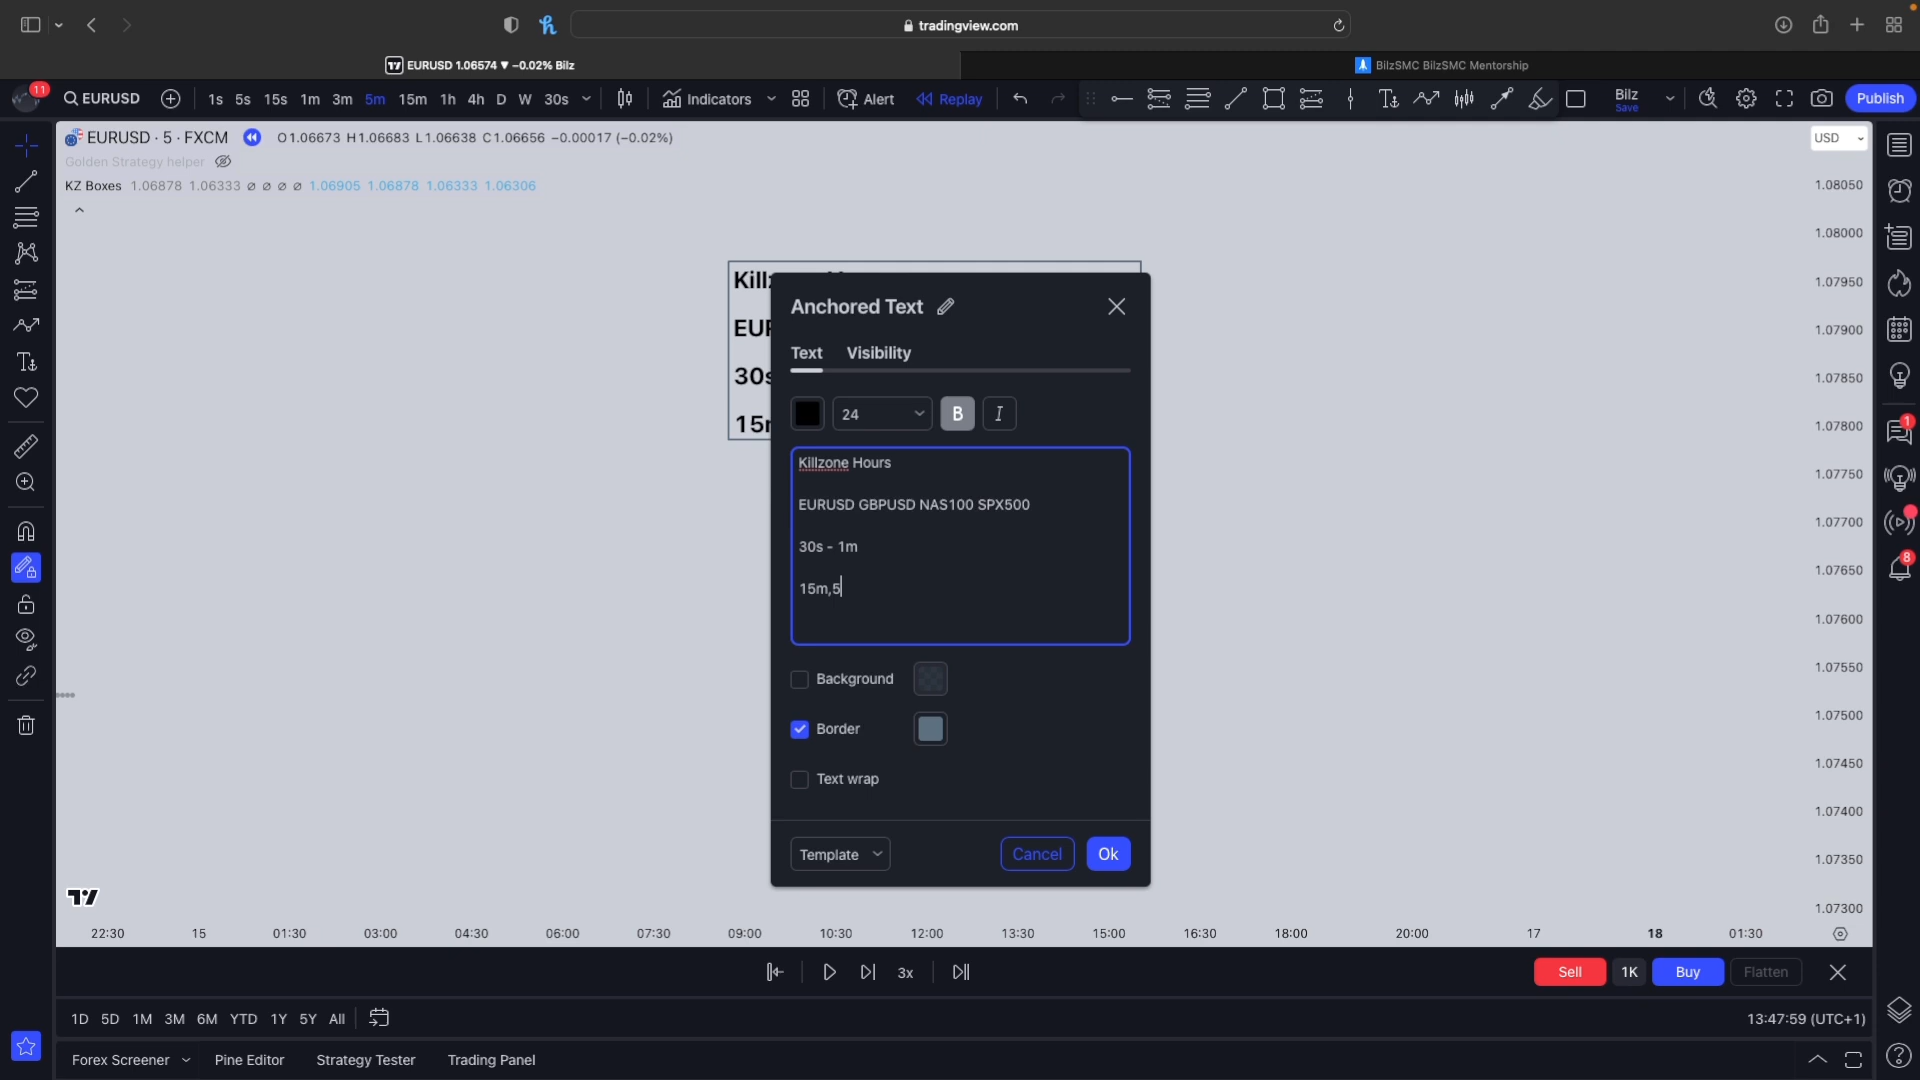 tradingview.com
EURUSD 1.06574 ▼ −0.02% Bilz
BilzSMC BilzSMC Mentorship
11
EURUSD
1s 5s 15s 1m 3m 5m 15m 1h 4h D W 30s
Indicators
Alert
Replay
Bilz
Save
Publish
EURUSD · 5 · FXCM
O1.06673 H1.06683 L1.06638 C1.06656 −0.00017 (−0.02%)
USD
Golden Strategy helper
KZ Boxes 1.06878 1.06333 ∅ ∅ ∅ ∅ 1.06905 1.06878 1.06333 1.06306
1.08050
1.08000
1.07950
1.07900
1.07850
1.07800
1.07750
1.07700
1.07650
1.07600
1.07550
1.07500
1.07450
1.07400
1.07350
1.07300
Anchored Text
Text Visibility
24 B I
Killzone Hours
EURUSD GBPUSD NAS100 SPX500
30s - 1m
15m,5
Background
Border
Text wrap
Template
Cancel
Ok
1
8
22:30 15 01:30 03:00 04:30 06:00 07:30 09:00 10:30 12:00 13:30 15:00 16:30 18:00 20:00 17 18 01:30
3x
Sell 1K Buy Flatten
1D 5D 1M 3M 6M YTD 1Y 5Y All
13:47:59 (UTC+1)
Forex Screener Pine Editor Strategy Tester Trading Panel